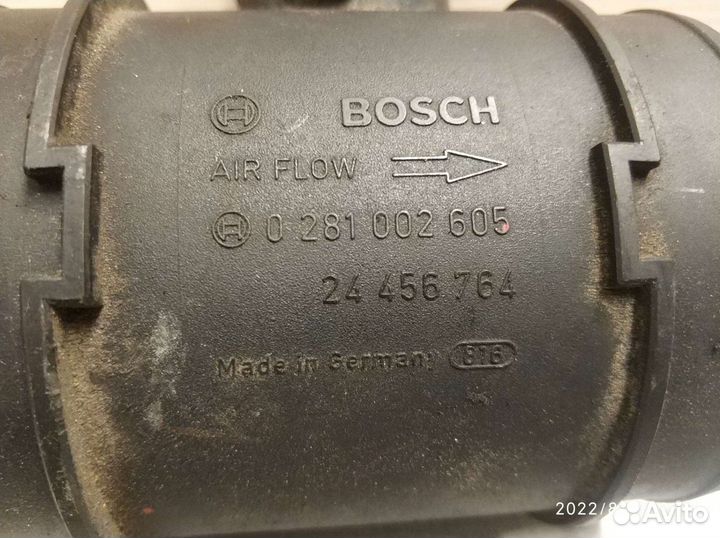 BOSCH
AIR FLOW
0 281 002 605
24 456 764
Made in Germany 816
2022/8
Avito